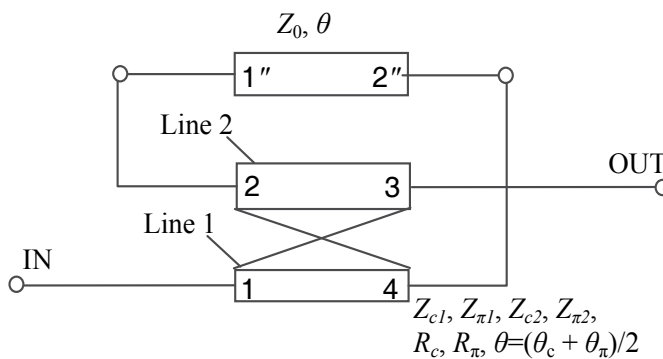 Z0, θ
1″ 2″
Line 2
2 3
OUT
Line 1
IN
1 4
Zc1, Zπ1, Zc2, Zπ2,
Rc, Rπ, θ=(θc + θπ)/2